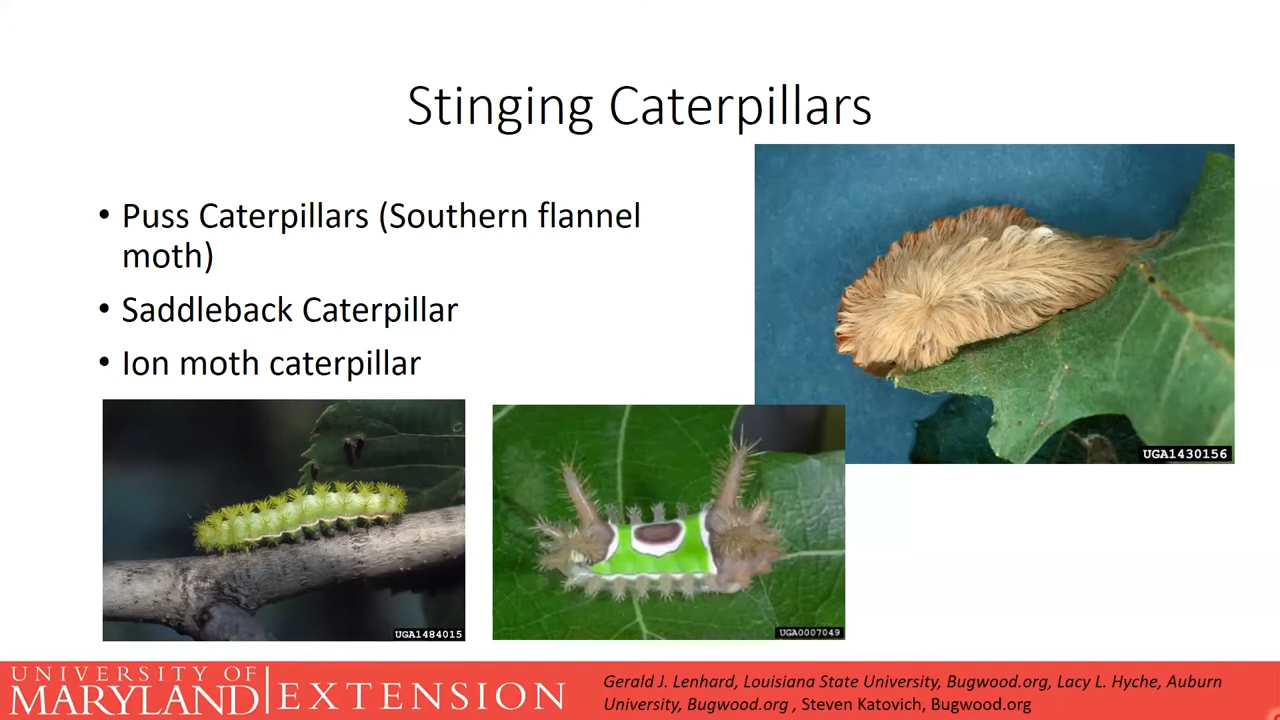 Stinging Caterpillars
• Puss Caterpillars (Southern flannel
moth)
• Saddleback Caterpillar
• Ion moth caterpillar
UGA1430156
UGA1484015
UGA0007049
UNIVERSITY OF
MARYLAND
EXTENSION
Gerald J. Lenhard, Louisiana State University, Bugwood.org, Lacy L. Hyche, Auburn
University, Bugwood.org , Steven Katovich, Bugwood.org